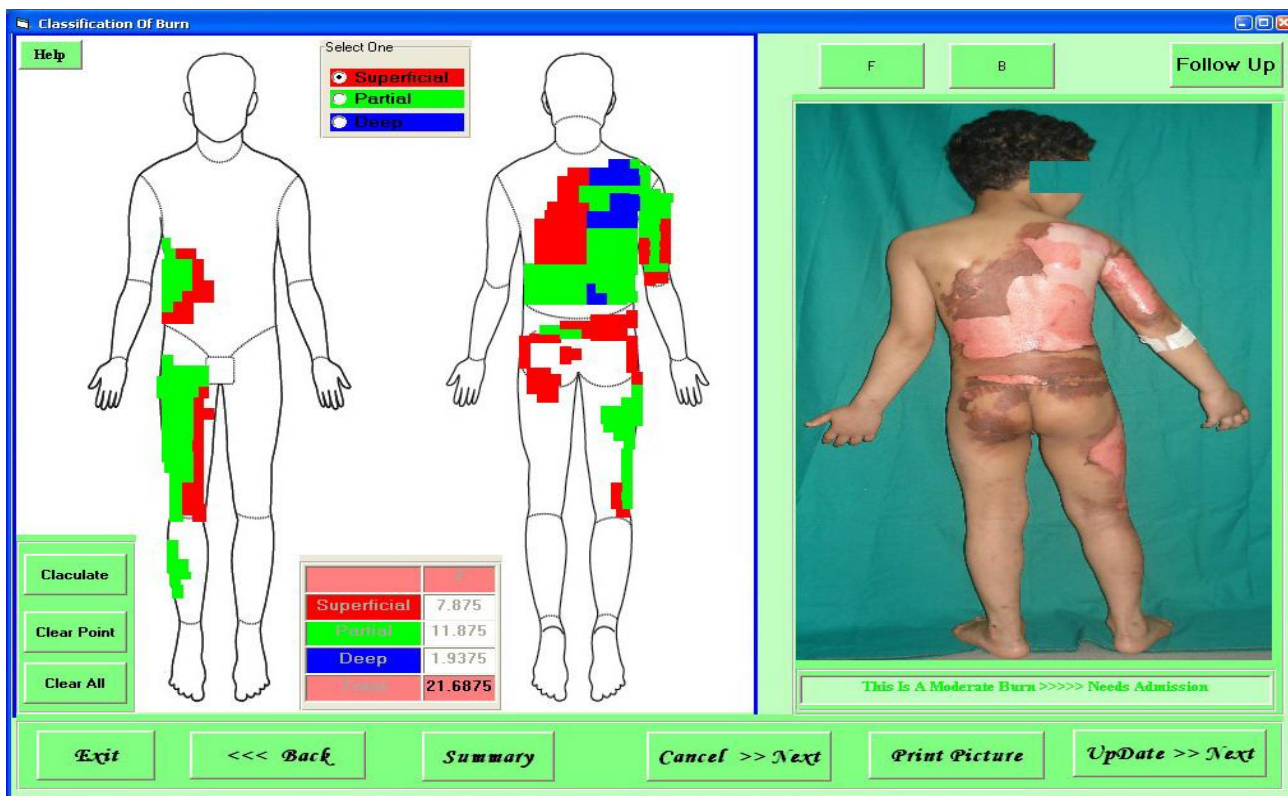 Classification Of Burn
Help
Select One
Superficial
Partial
Deep
F
B
Follow Up
Claculate
Clear Point
Clear All
Superficial 7.875
Partial 11.875
Deep 1.9375
21.6875
This Is A Moderate Burn >>>>> Needs Admission
Exit
<<< Back
Summary
Cancel >> Next
Print Picture
UpDate >> Next